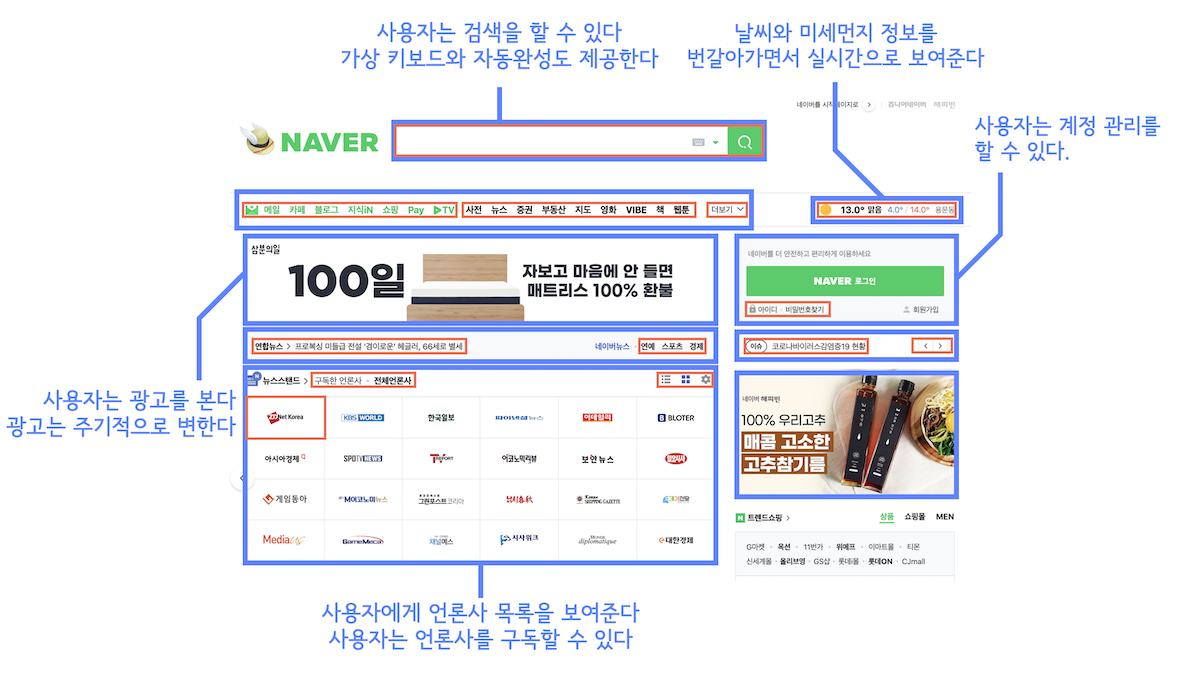 사용자는 검색을 할 수 있다
가상 키보드와 자동완성도 제공한다
날씨와 미세먼지 정보를
번갈아가면서 실시간으로 보여준다
네이버를 시작페이지로 쥬니어네이버 해피빈
사용자는 계정 관리를
할 수 있다.
NAVER
메일 카페 블로그 지식iN 쇼핑 Pay TV 사전 뉴스 증권 부동산 지도 영화 VIBE 책 웹툰 더보기
13.0° 맑음 4.0° / 14.0° 용문동
삼분의일
100일
자보고 마음에 안 들면
매트리스 100% 환불
네이버를 더 안전하고 편리하게 이용하세요
NAVER 로그인
아이디 · 비밀번호찾기 회원가입
연합뉴스 > 프로복싱 미들급 전설 '경이로운' 헤글러, 66세로 별세 네이버뉴스 · 연예 스포츠 경제
이슈 코로나바이러스감염증19 현황 < >
N 뉴스스탠드 > 구독한 언론사 · 전체언론사
ZDNet Korea KBS WORLD 한국일보 파이낸셜뉴스 이데일리 BLOTER
아시아경제 SPOTV NEWS REPORT 이코노믹리뷰 보안뉴스 일요시사
게임동아 M이코노미뉴스 그린포스트코리아 낚시춘추 Korea SHIPPING GAZETTE
Mediaus GameMeca 채널예스 시사위크 diplomatique 대한경제
사용자는 광고를 본다
광고는 주기적으로 변한다
네이버 해피빈
100% 우리고추
매콤 고소한
고추참기름
N 트렌드쇼핑 > 상품 쇼핑몰 MEN
G마켓 · 옥션 · 11번가 · 위메프 · 이마트몰 · 티몬
신세계몰 · 올리브영 · GS샵 · 롯데i몰 · 롯데ON · CJmall
사용자에게 언론사 목록을 보여준다
사용자는 언론사를 구독할 수 있다